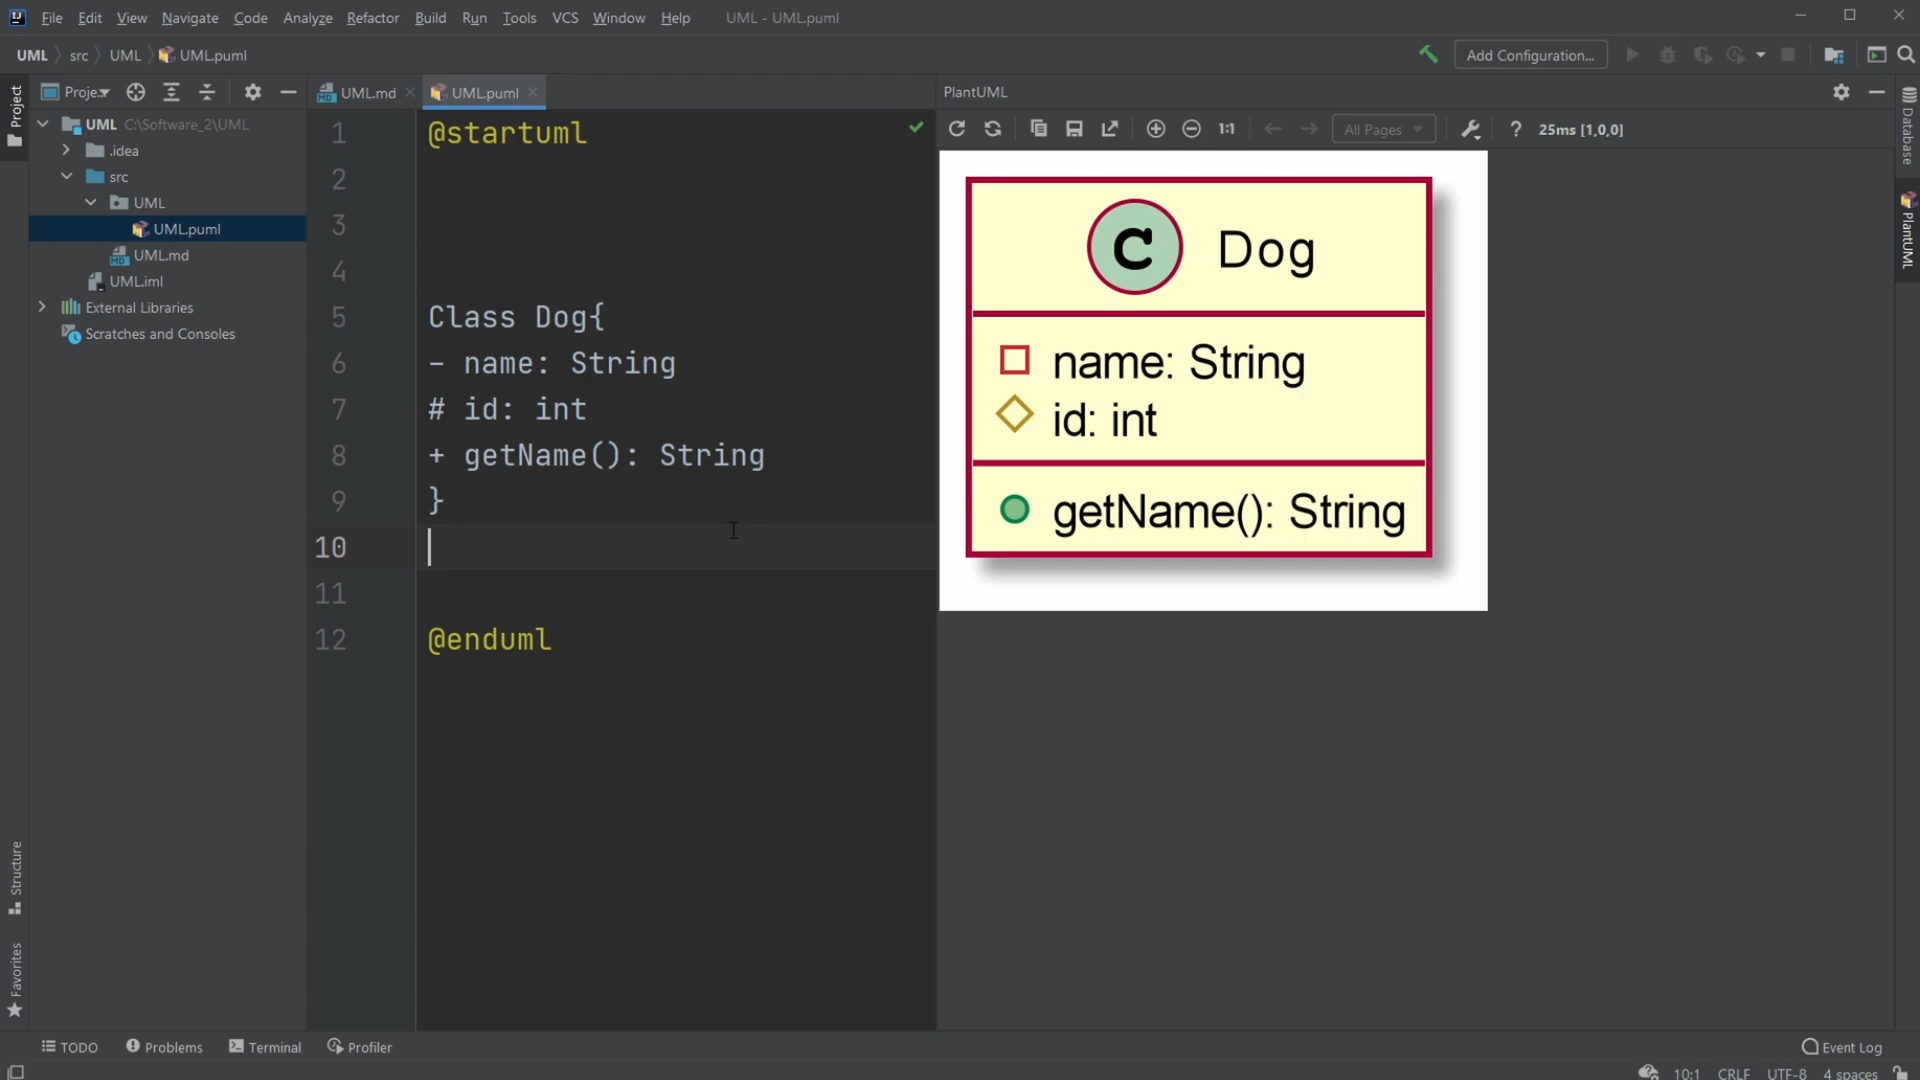 File Edit View Navigate Code Analyze Refactor Build Run Tools VCS Window Help UML - UML.puml
UML src UML UML.puml Add Configuration...
Project
Proje...
UML.md UML.puml PlantUML
All Pages 1:1 ? 25ms [1,0,0]
UML C:\Software_2\UML
.idea
src
UML
UML.puml
UML.md
UML.iml
External Libraries
Scratches and Consoles
1 @startuml
2
3
4
5 Class Dog{
6 - name: String
7 # id: int
8 + getName(): String
9 }
10
11
12 @enduml
C Dog
name: String
id: int
getName(): String
Database
PlantUML
Structure
Favorites
TODO Problems Terminal Profiler Event Log
10:1 CRLF UTF-8 4 spaces